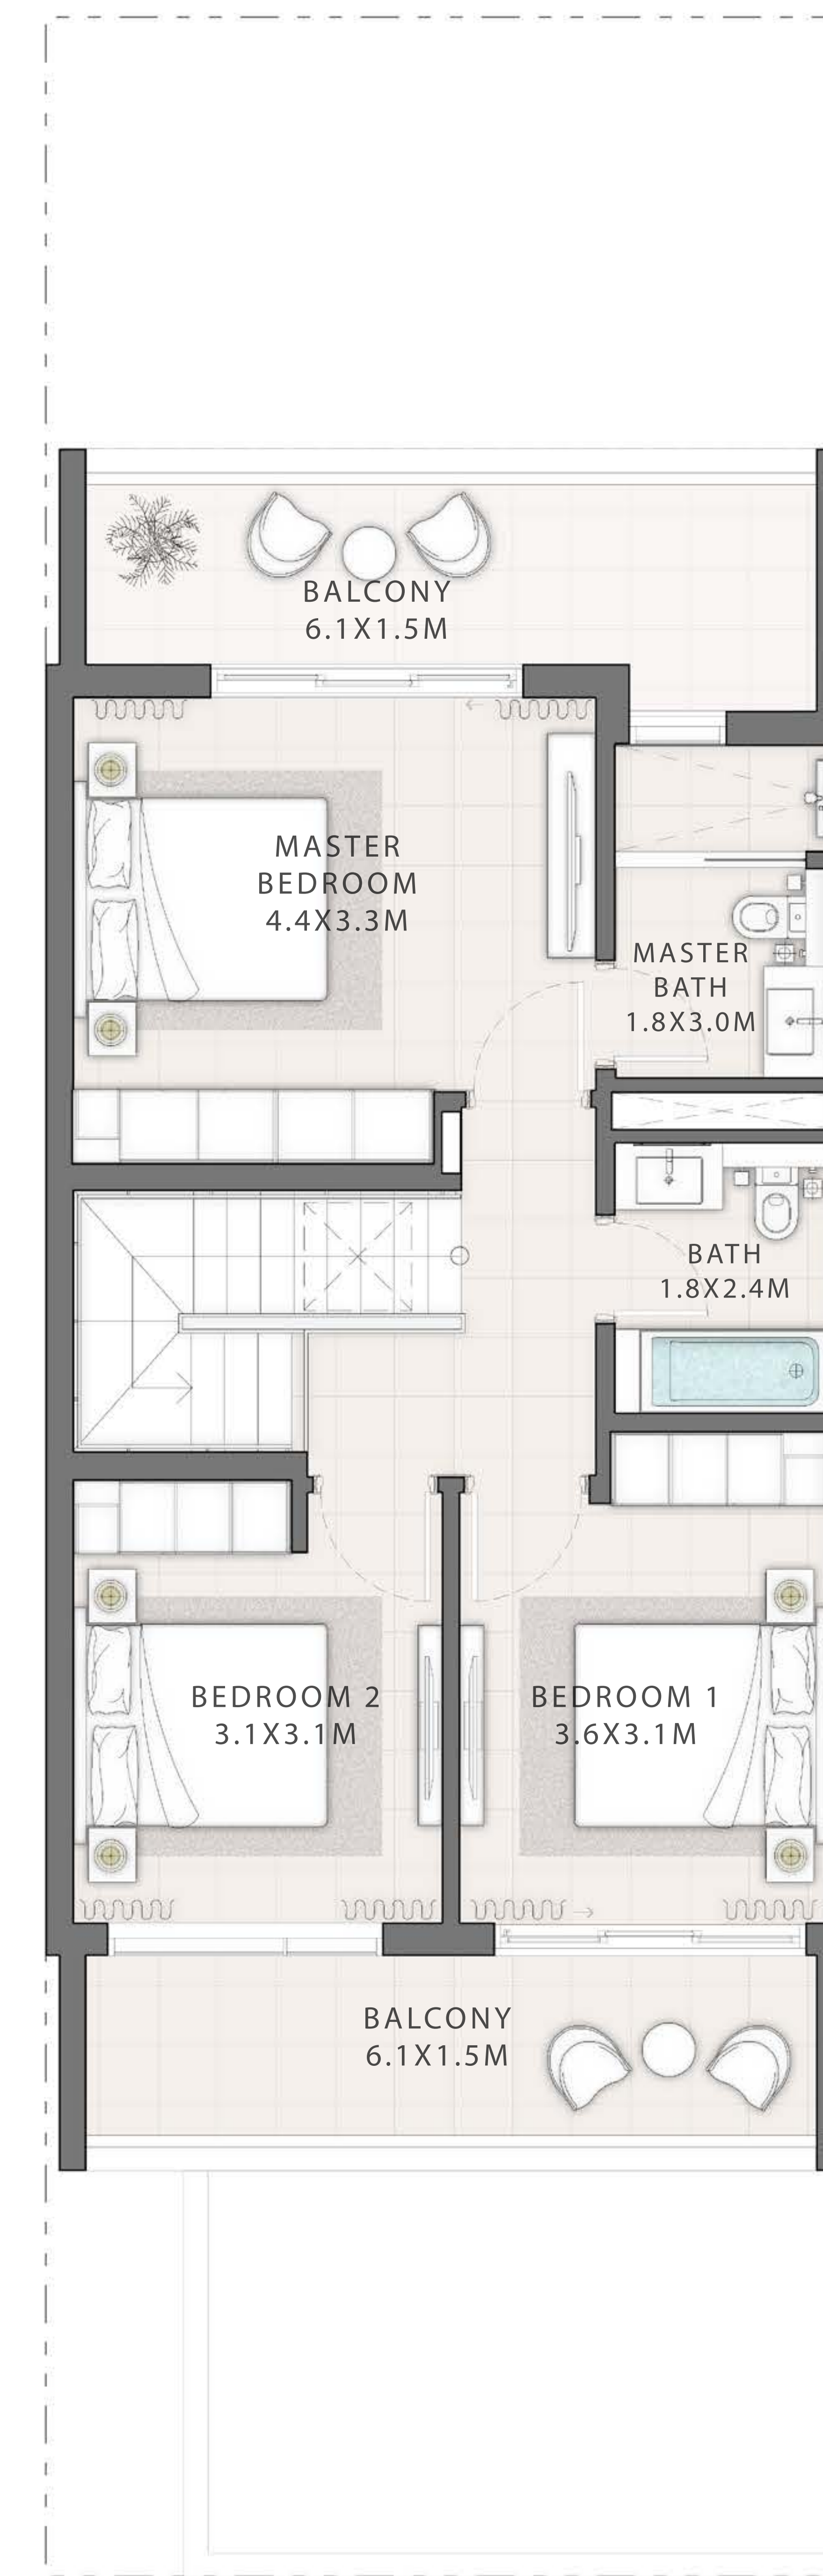 BALCONY
6.1X1.5M
MASTER
BEDROOM
4.4X3.3M
MASTER
BATH
1.8X3.0M
BATH
1.8X2.4M
BEDROOM 2
3.1X3.1M
BEDROOM 1
3.6X3.1M
BALCONY
6.1X1.5M